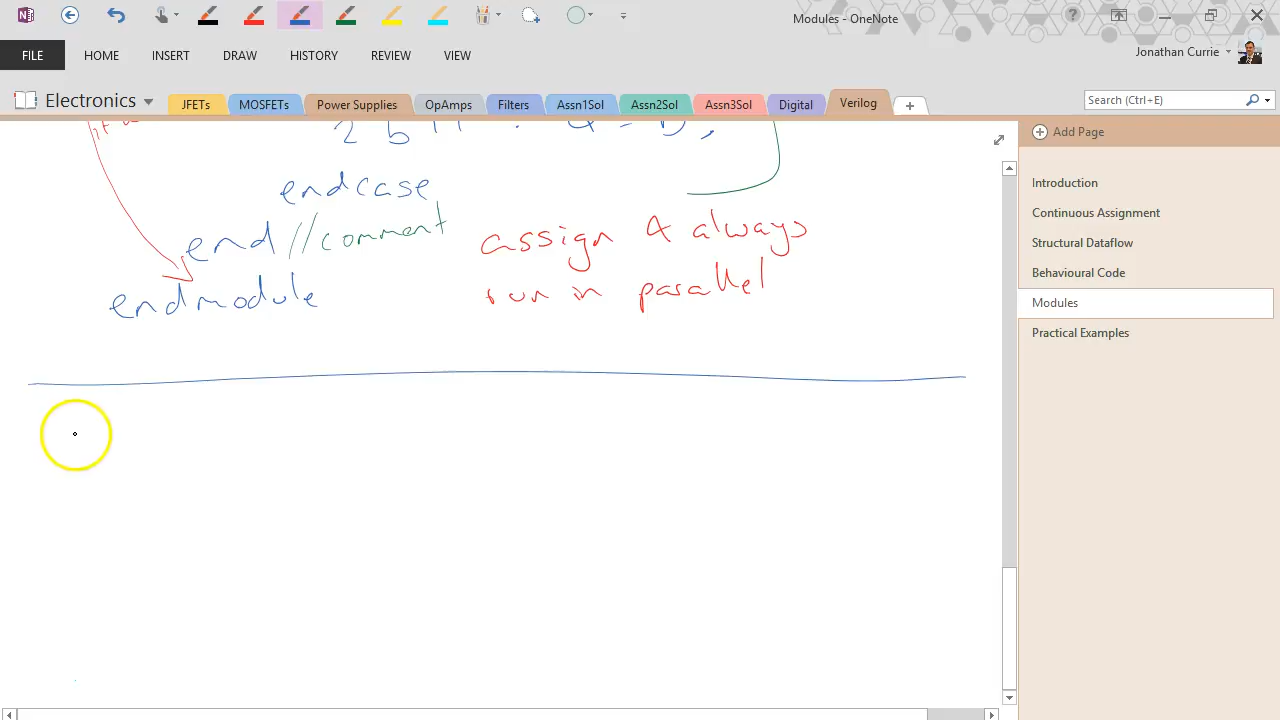 Modules - OneNote
?
Jonathan Currie
FILE HOME INSERT DRAW HISTORY REVIEW VIEW
Electronics
JFETs MOSFETs Power Supplies OpAmps Filters Assn1Sol Assn2Sol Assn3Sol Digital Verilog
Search (Ctrl+E)
Add Page
Introduction
Continuous Assignment
Structural Dataflow
Behavioural Code
Modules
Practical Examples
endcase
end //comment
endmodule
assign & always
run in parallel